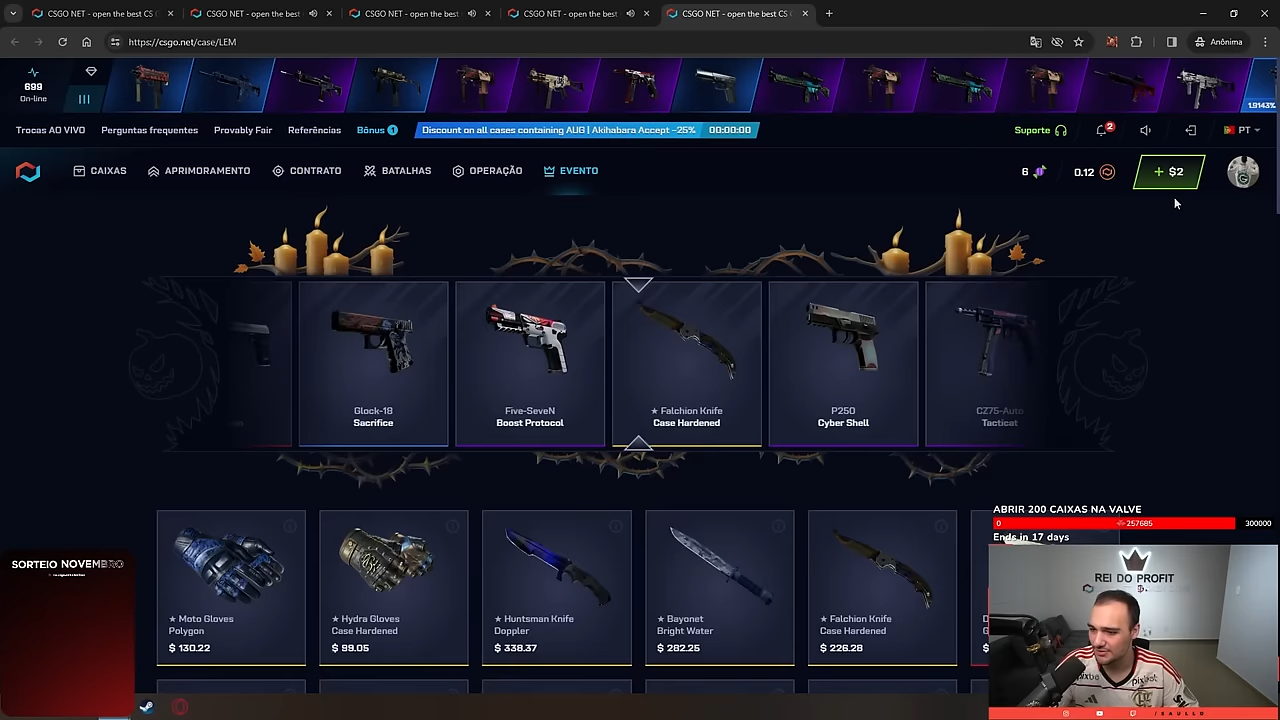 CSGO NET - open the best CS
CSGO NET - open the best
CSGO NET - open the best
CSGO NET - open the best
CSGO NET - open the best CS
https://csgo.net/case/LEM
Anônima
699
On-line
1.9143%
Trocas AO VIVO
Perguntas frequentes
Provably Fair
Referências
Bônus 1
Discount on all cases containing AUG | Akihabara Accept -25%
00:00:00
Suporte
2
PT
CAIXAS
APRIMORAMENTO
CONTRATO
BATALHAS
OPERAÇÃO
EVENTO
6
0.12
+ $2
Glock-18
Sacrifice
Five-SeveN
Boost Protocol
★ Falchion Knife
Case Hardened
P250
Cyber Shell
CZ75-Auto
Tacticat
★ Moto Gloves
Polygon
$ 130.22
★ Hydra Gloves
Case Hardened
$ 99.05
★ Huntsman Knife
Doppler
$ 338.37
★ Bayonet
Bright Water
$ 282.25
★ Falchion Knife
Case Hardened
$ 228.28
ABRIR 200 CAIXAS NA VALVE
0
257685
300000
Ends in 17 days
SORTEIO NOVEMBRO
REI DO PROFIT
pixbet
/SAULLO